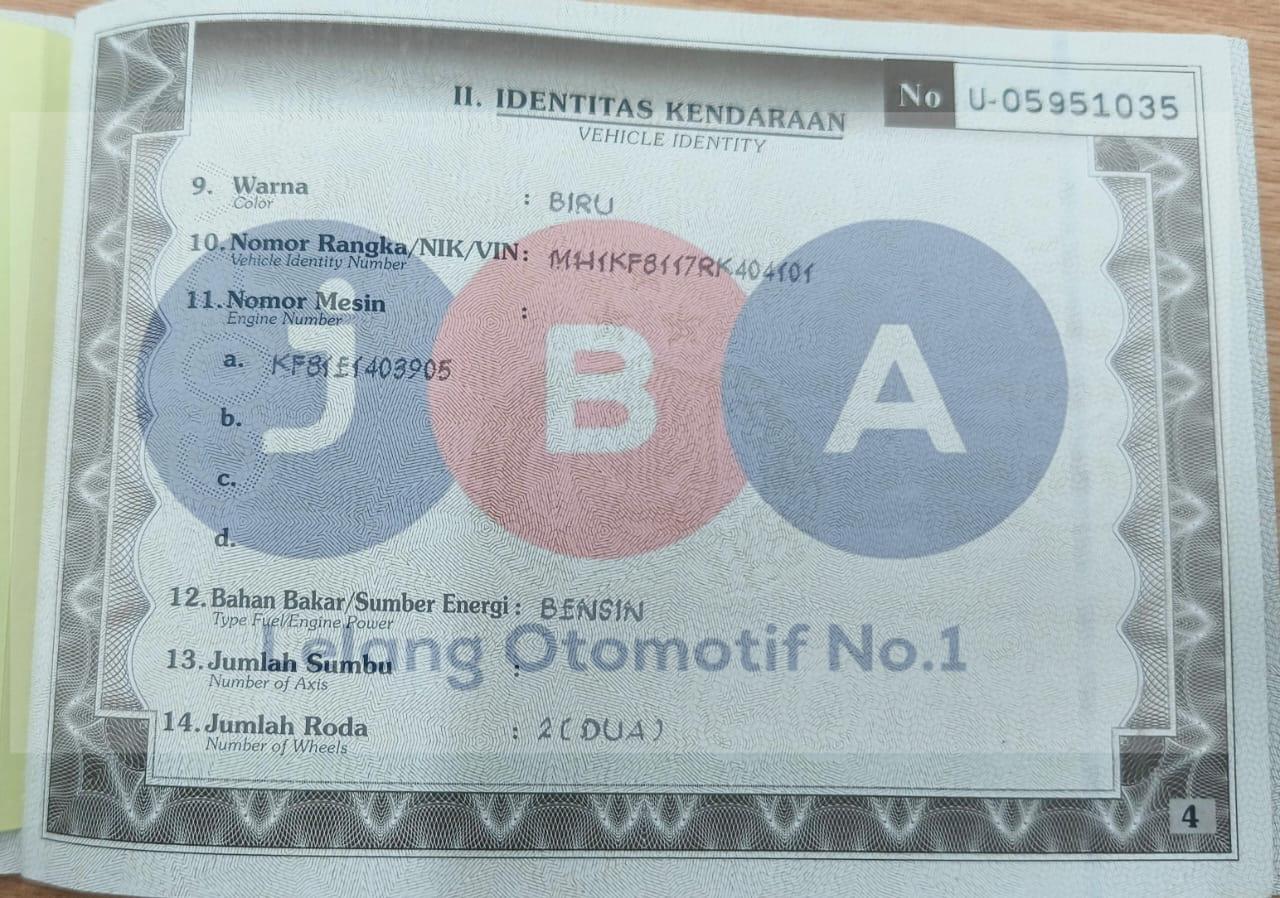 II. IDENTITAS KENDARAAN
VEHICLE IDENTITY
No U-05951035
9. Warna : BIRU
Color
10. Nomor Rangka/NIK/VIN : MH1KF8117RK404101
Vehicle Identity Number
11. Nomor Mesin :
Engine Number
a. KF81E1403905
b.
c.
d.
J B A
12. Bahan Bakar/Sumber Energi : BENSIN
Type Fuel/Engine Power
Lelang Otomotif No.1
13. Jumlah Sumbu :
Number of Axis
14. Jumlah Roda : 2 ( DUA )
Number of Wheels
4